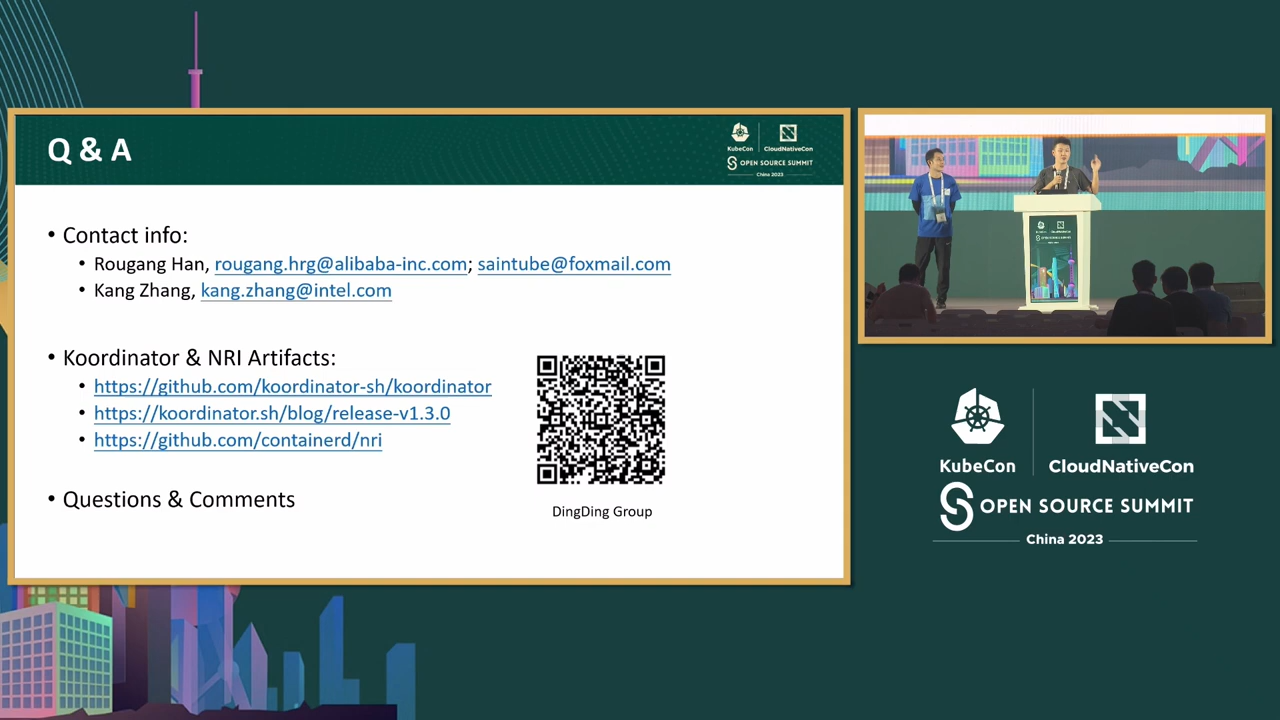 Q & A
KubeCon
CloudNativeCon
OPEN SOURCE SUMMIT
China 2023
• Contact info:
• Rougang Han, rougang.hrg@alibaba-inc.com; saintube@foxmail.com
• Kang Zhang, kang.zhang@intel.com
• Koordinator & NRI Artifacts:
• https://github.com/koordinator-sh/koordinator
• https://koordinator.sh/blog/release-v1.3.0
• https://github.com/containerd/nri
• Questions & Comments
DingDing Group
KubeCon
CloudNativeCon
OPEN SOURCE SUMMIT
China 2023